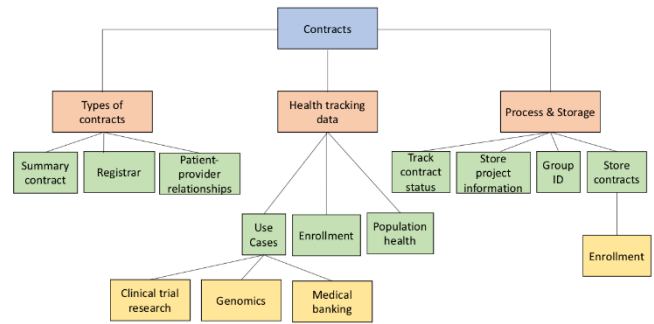 Contracts
Types of
contracts
Health tracking
data
Process & Storage
Summary
contract
Registrar
Patient-
provider
relationships
Track
contract
status
Store
project
information
Group
ID
Store
contracts
Use
Cases
Enrollment
Population
health
Enrollment
Clinical trial
research
Genomics
Medical
banking